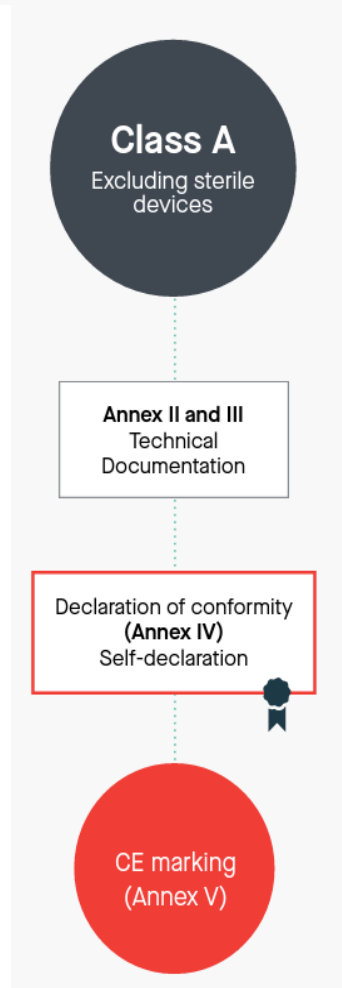 Class A
Excluding sterile
devices
Annex II and III
Technical
Documentation
Declaration of conformity
(Annex IV)
Self-declaration
CE marking
(Annex V)